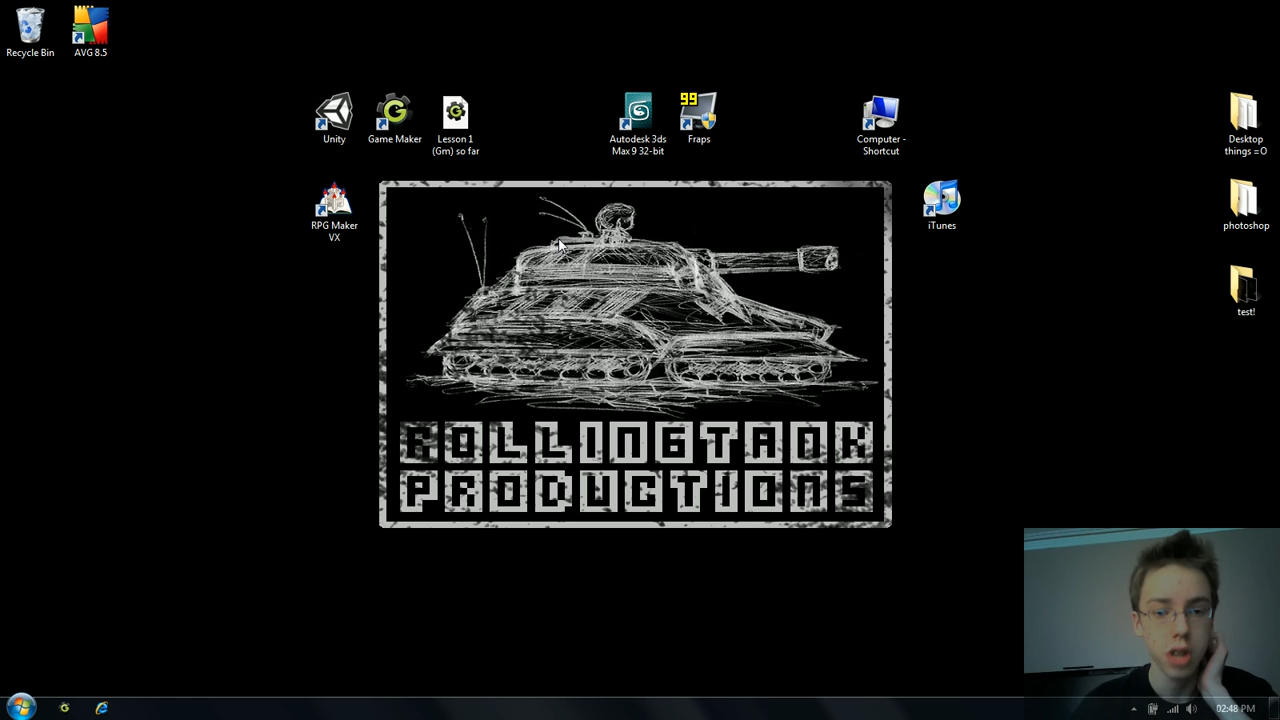 Recycle Bin
AVG 8.5
Unity
Game Maker
Lesson 1
(Gm) so far
Autodesk 3ds
Max 9 32-bit
99
Fraps
Computer -
Shortcut
Desktop
things =O
RPG Maker
VX
iTunes
photoshop
test!
ROLLINGTANK
PRODUCTIONS
02:48 PM